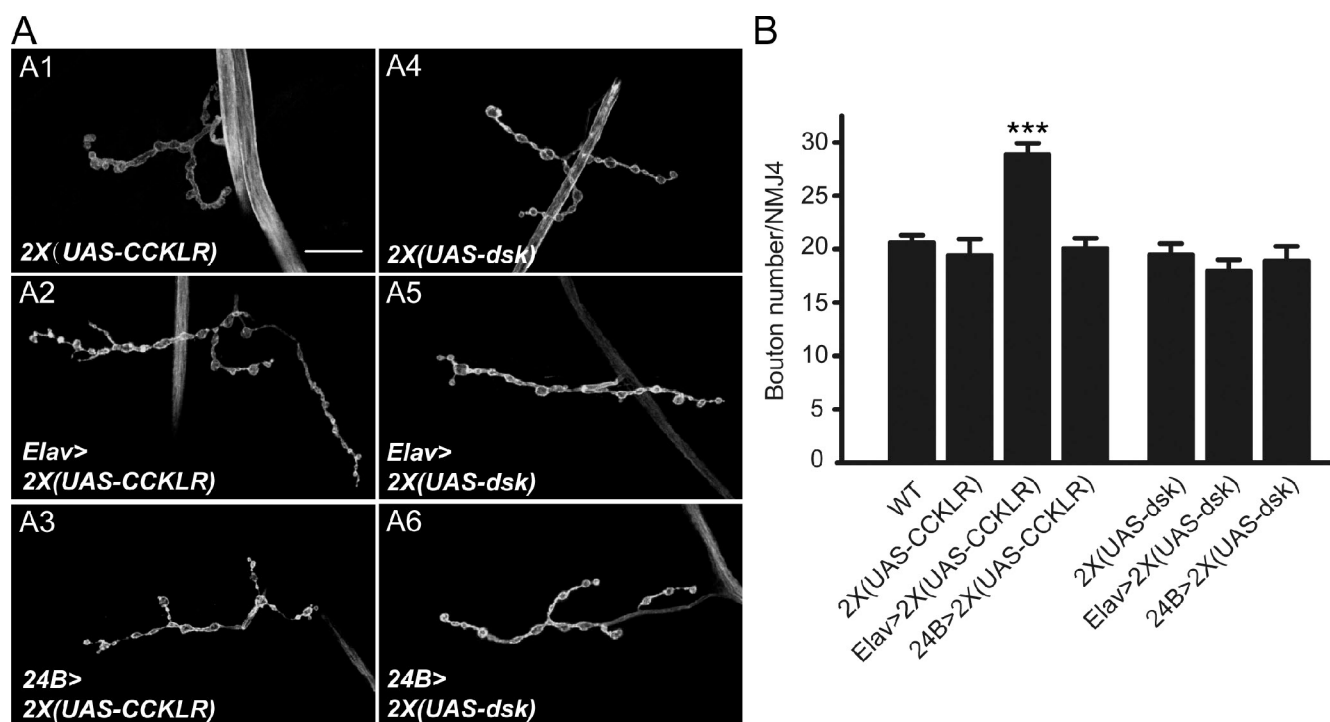 A
B
A1
2X(UAS-CCKLR)
A4
2X(UAS-dsk)
A2
Elav>
2X(UAS-CCKLR)
A5
Elav>
2X(UAS-dsk)
A3
24B>
2X(UAS-CCKLR)
A6
24B>
2X(UAS-dsk)
Bouton number/NMJ4
30
25
20
15
10
5
0
***
WT
2X(UAS-CCKLR)
Elav>2X(UAS-CCKLR)
24B>2X(UAS-CCKLR)
2X(UAS-dsk)
Elav>2X(UAS-dsk)
24B>2X(UAS-dsk)